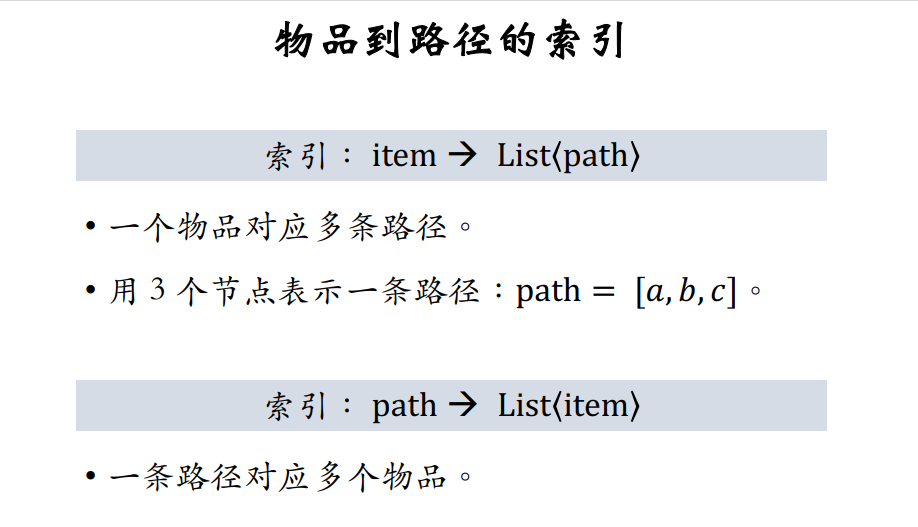 物品到路径的索引
索引：item → List⟨path⟩
• 一个物品对应多条路径。
• 用 3 个节点表示一条路径：path = [a, b, c]。
索引：path → List⟨item⟩
• 一条路径对应多个物品。